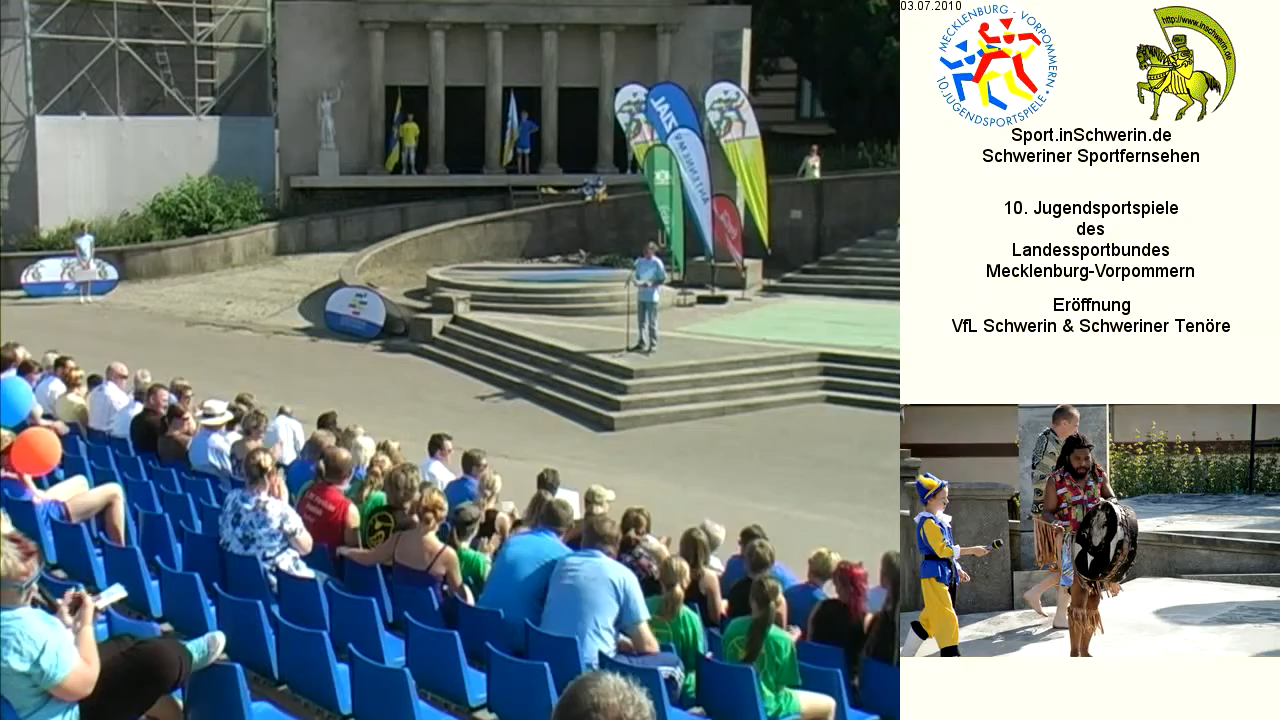 03.07.2010
MECKLENBURG - VORPOMMERN
10. JUGENDSPORTSPIELE
http://www.inschwerin.de
Sport.inSchwerin.de
Schweriner Sportfernsehen
10. Jugendsportspiele
des
Landessportbundes
Mecklenburg-Vorpommern
Eröffnung
VfL Schwerin & Schweriner Tenöre